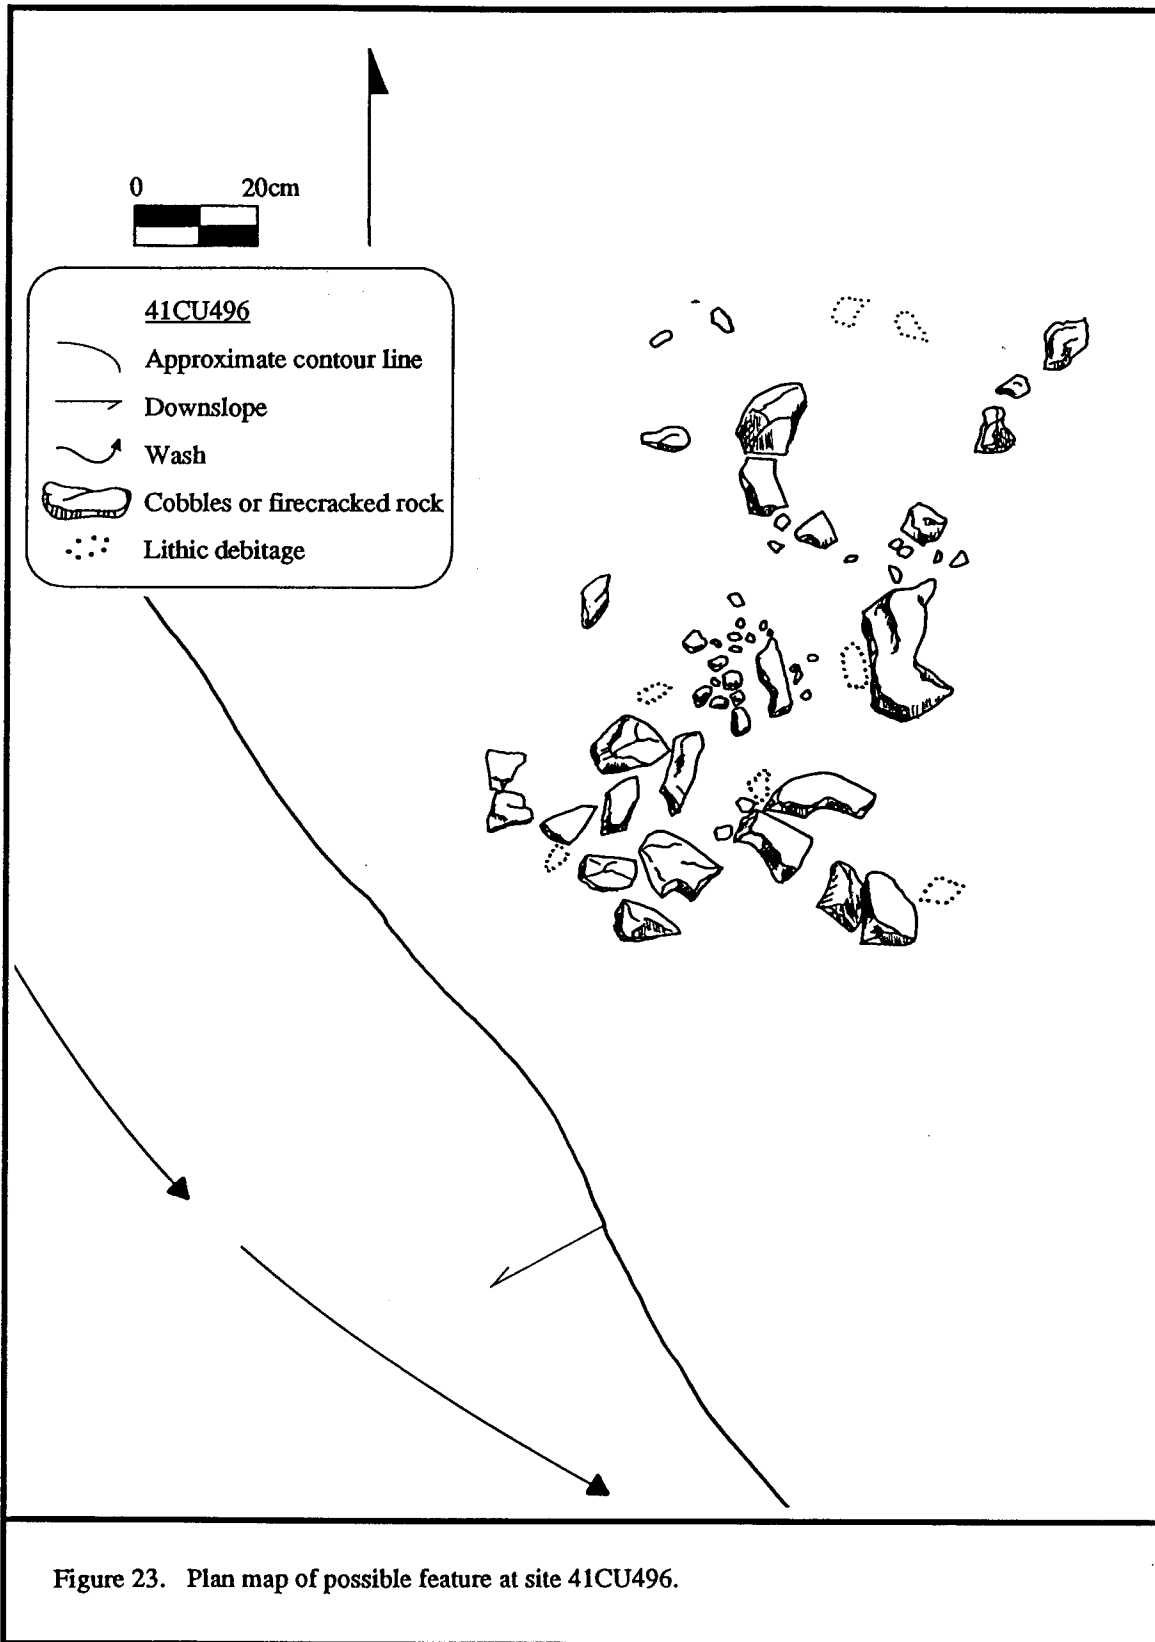 0 20cm
41CU496
Approximate contour line
Downslope
Wash
Cobbles or firecracked rock
Lithic debitage
Figure 23. Plan map of possible feature at site 41CU496.